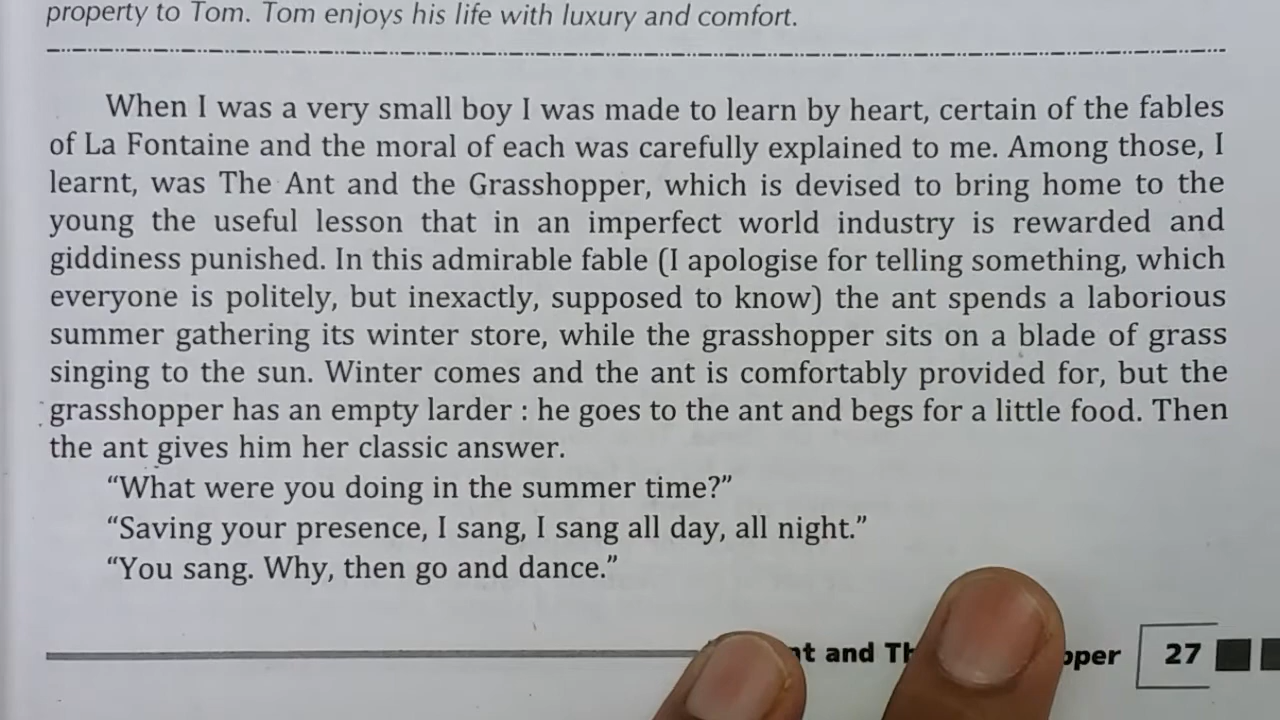 property to Tom. Tom enjoys his life with luxury and comfort.
When I was a very small boy I was made to learn by heart, certain of the fables
of La Fontaine and the moral of each was carefully explained to me. Among those, I
learnt, was The Ant and the Grasshopper, which is devised to bring home to the
young the useful lesson that in an imperfect world industry is rewarded and
giddiness punished. In this admirable fable (I apologise for telling something, which
everyone is politely, but inexactly, supposed to know) the ant spends a laborious
summer gathering its winter store, while the grasshopper sits on a blade of grass
singing to the sun. Winter comes and the ant is comfortably provided for, but the
grasshopper has an empty larder : he goes to the ant and begs for a little food. Then
the ant gives him her classic answer.
“What were you doing in the summer time?”
“Saving your presence, I sang, I sang all day, all night.”
“You sang. Why, then go and dance.”
and 27